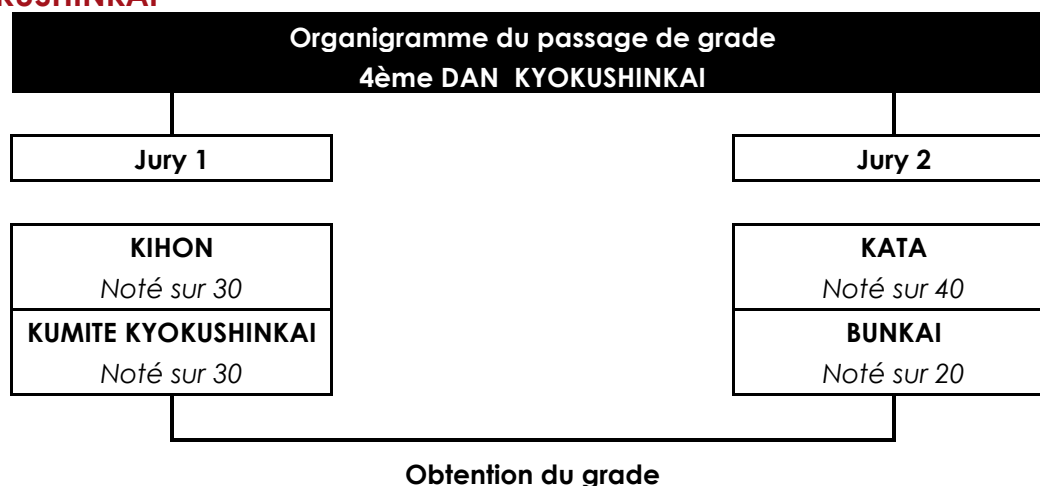 Organigramme du passage de grade
4ème DAN KYOKUSHINKAI
Jury 1
Jury 2
KIHON
Noté sur 30
KUMITE KYOKUSHINKAI
Noté sur 30
KATA
Noté sur 40
BUNKAI
Noté sur 20
Obtention du grade